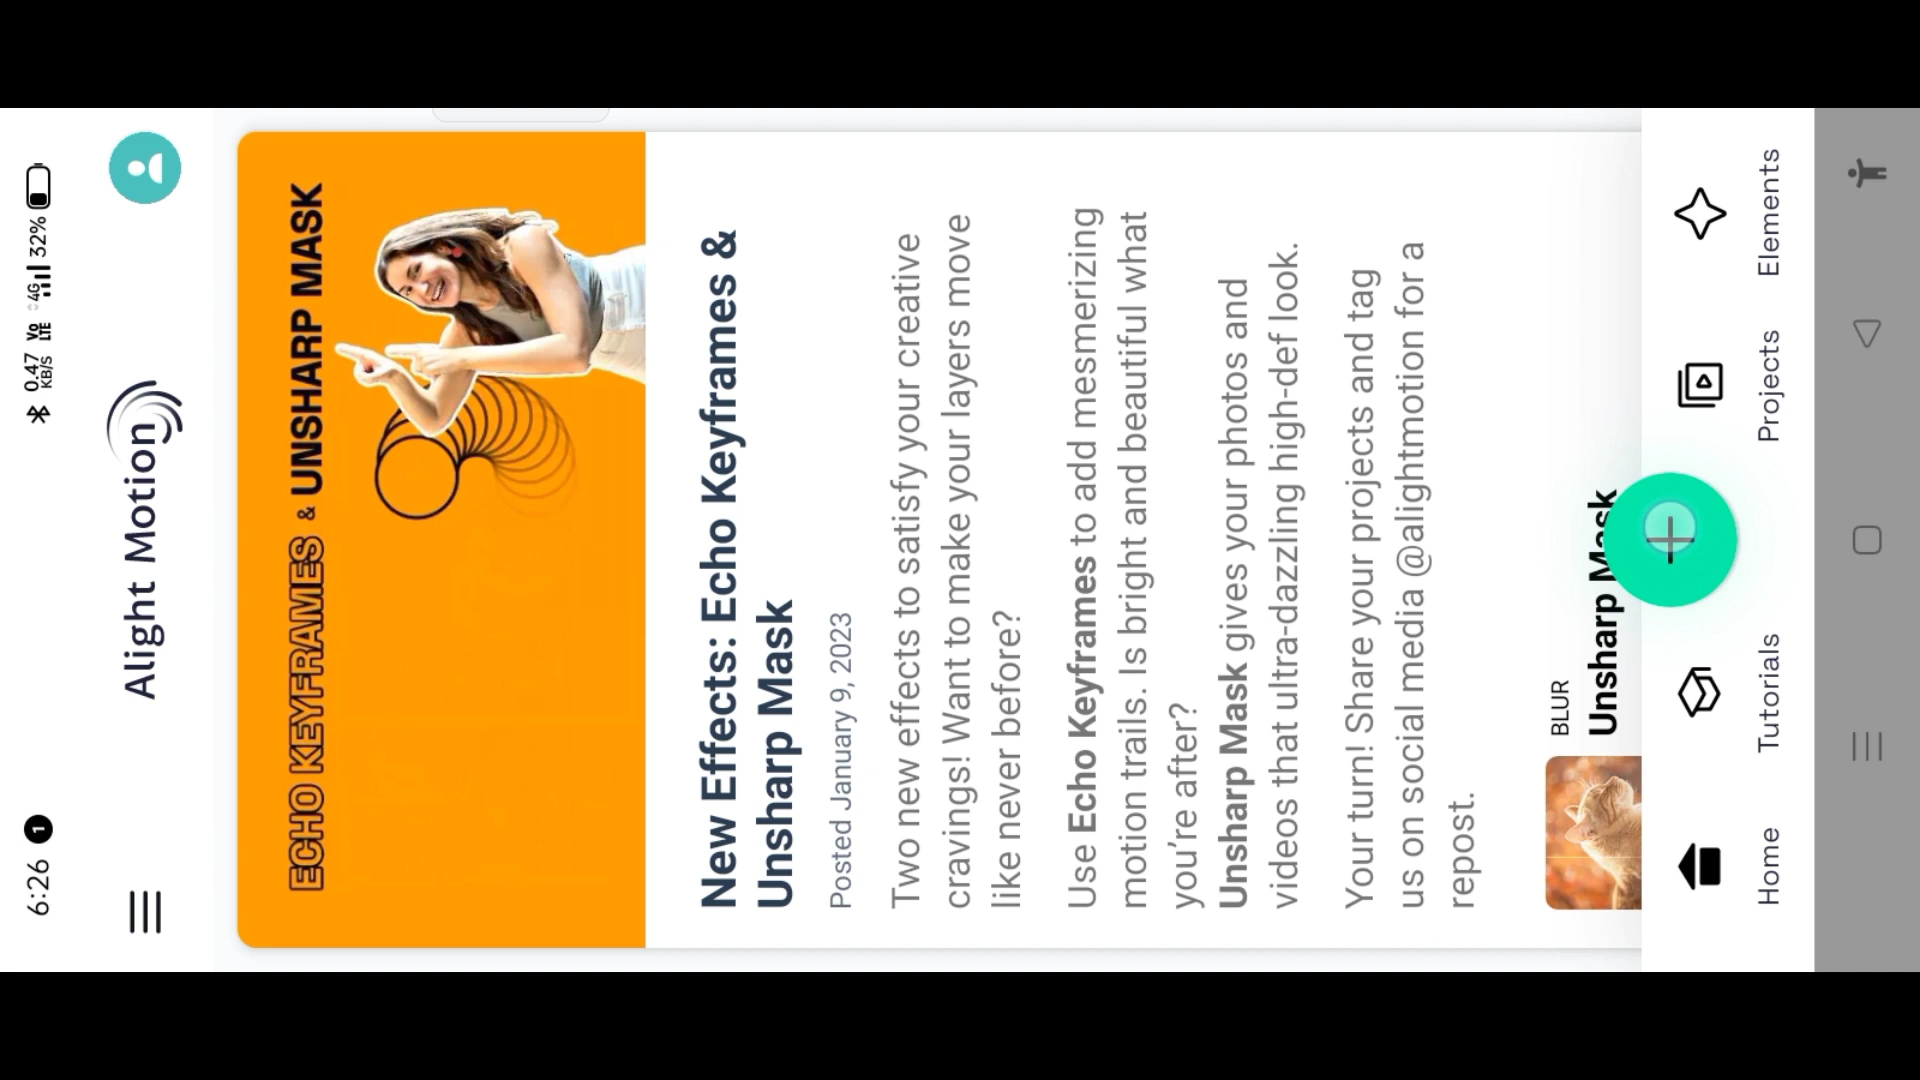 6:26 1 0.47 KB/S Vo LTE 4G 32%
Alight Motion
ECHO KEYFRAMES & UNSHARP MASK
New Effects: Echo Keyframes &
Unsharp Mask
Posted January 9, 2023
Two new effects to satisfy your creative
cravings! Want to make your layers move
like never before?
Use Echo Keyframes to add mesmerizing
motion trails. Is bright and beautiful what
you're after?
Unsharp Mask gives your photos and
videos that ultra-dazzling high-def look.
Your turn! Share your projects and tag
us on social media @alightmotion for a
repost.
BLUR
Unsharp Mask
Home Tutorials Projects Elements